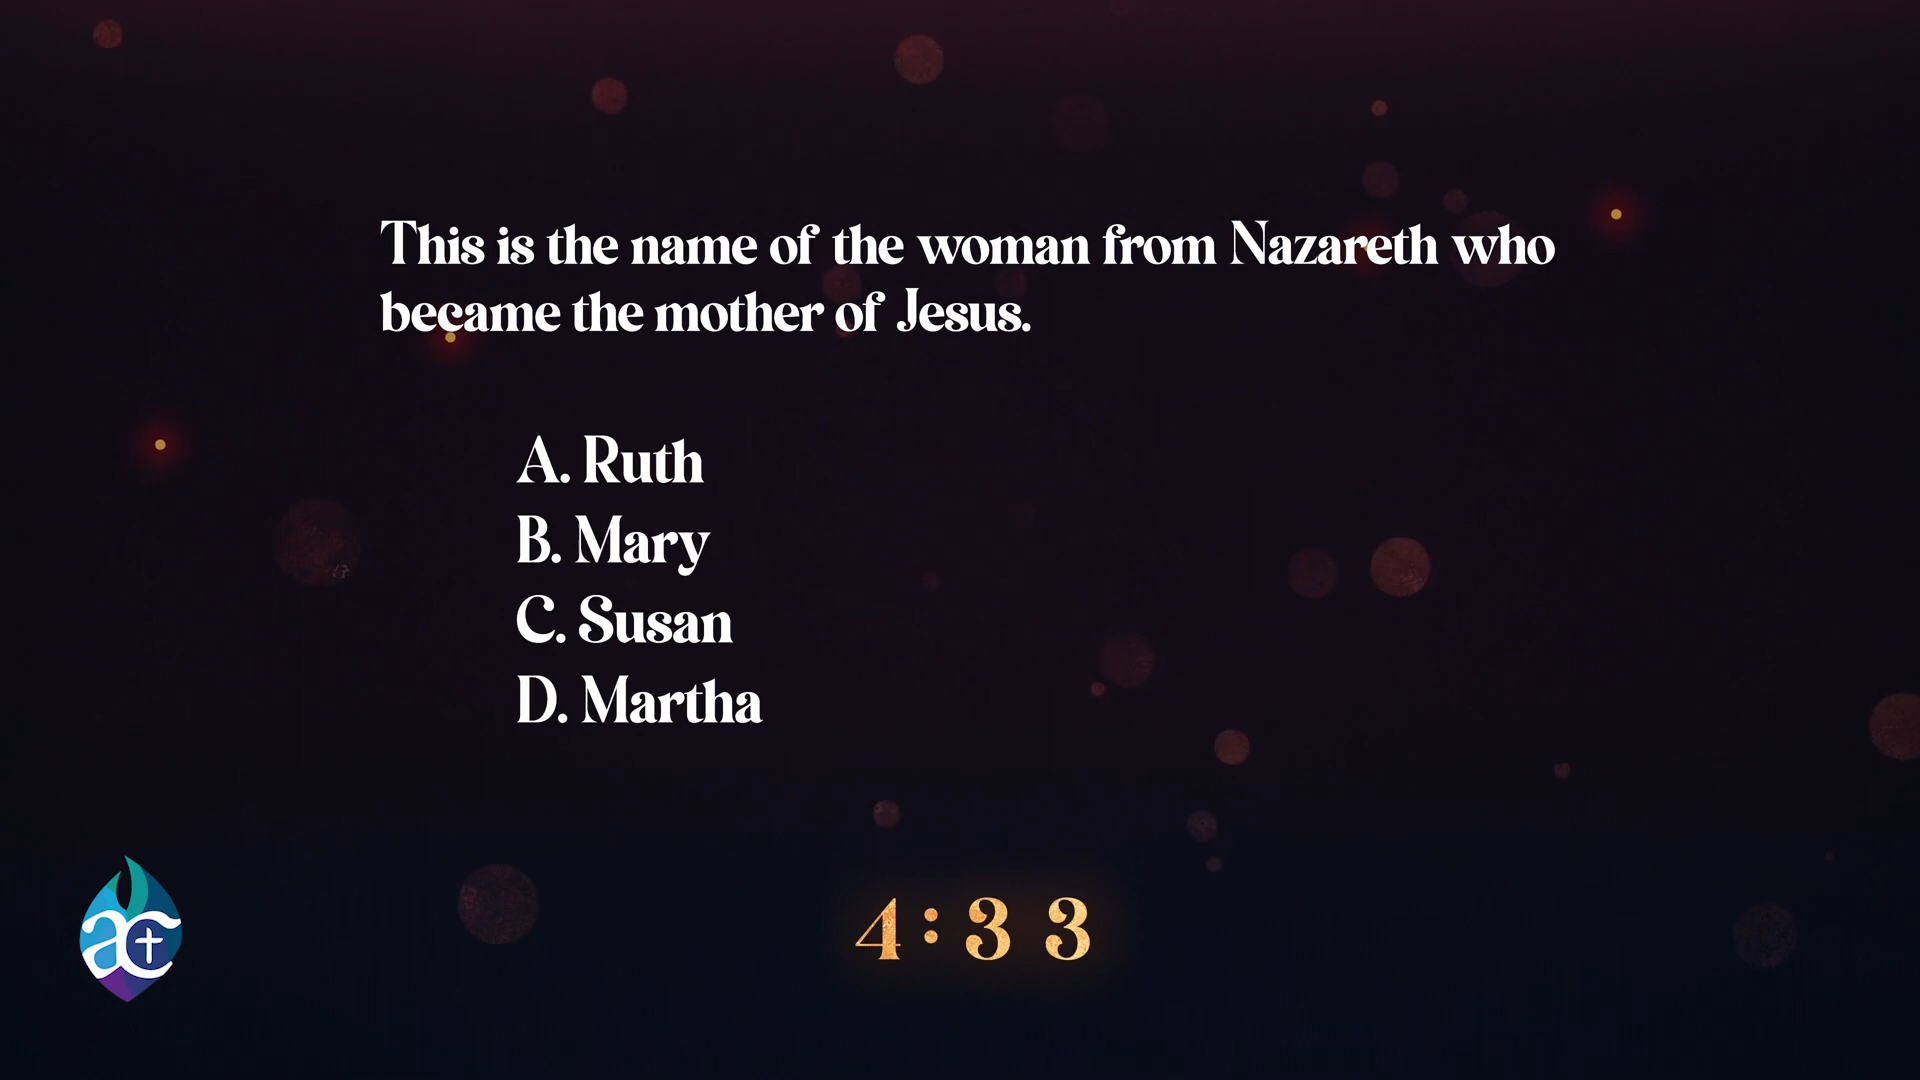 This is the name of the woman from Nazareth who
became the mother of Jesus.
A. Ruth
B. Mary
C. Susan
D. Martha
ac
4:33